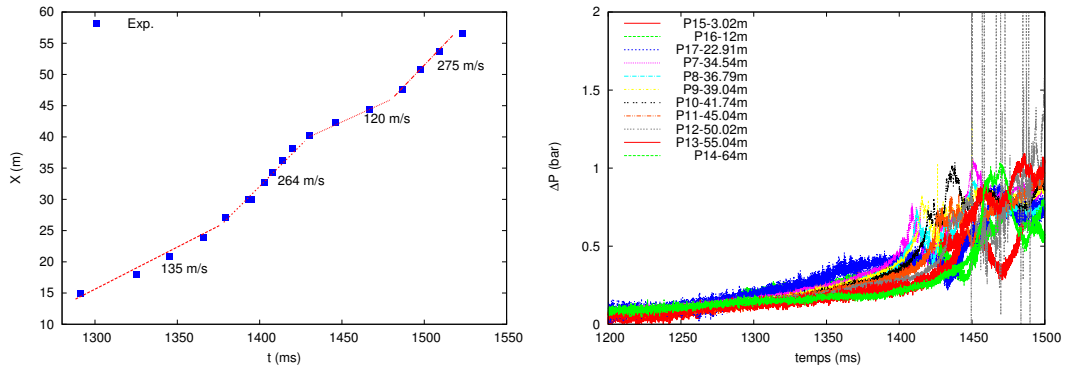 60
55
50
45
40
35
30
25
20
15
10
X (m)
Exp.
275 m/s
120 m/s
264 m/s
135 m/s
1300 1350 1400 1450 1500 1550
t (ms)
2
1.5
1
0.5
0
ΔP (bar)
P15-3.02m
P16-12m
P17-22.91m
P7-34.54m
P8-36.79m
P9-39.04m
P10-41.74m
P11-45.04m
P12-50.02m
P13-55.04m
P14-64m
1200 1250 1300 1350 1400 1450 1500
temps (ms)